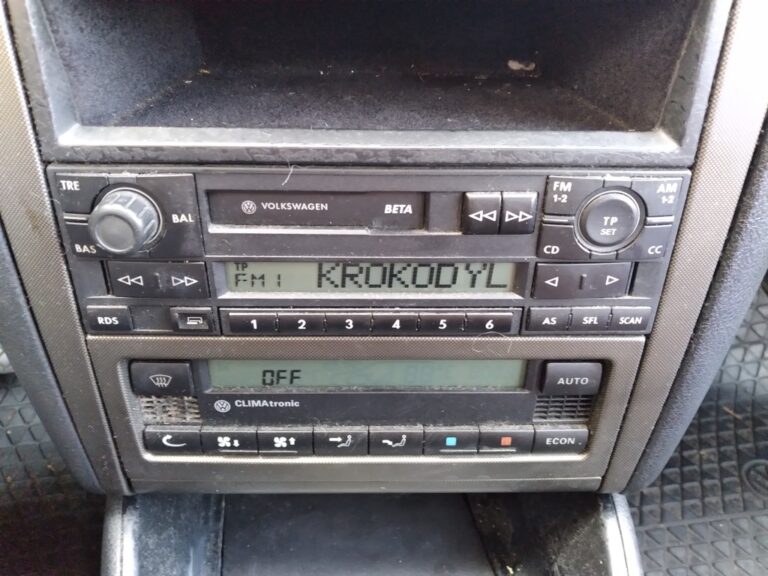 TRE
BAL
BAS
VOLKSWAGEN BETA
FM 1-2
AM 1-2
TP SET
CD
CC
TP
FM1 KROKODYL
RDS
1 2 3 4 5 6
AS SFL SCAN
OFF
AUTO
CLIMAtronic
ECON.